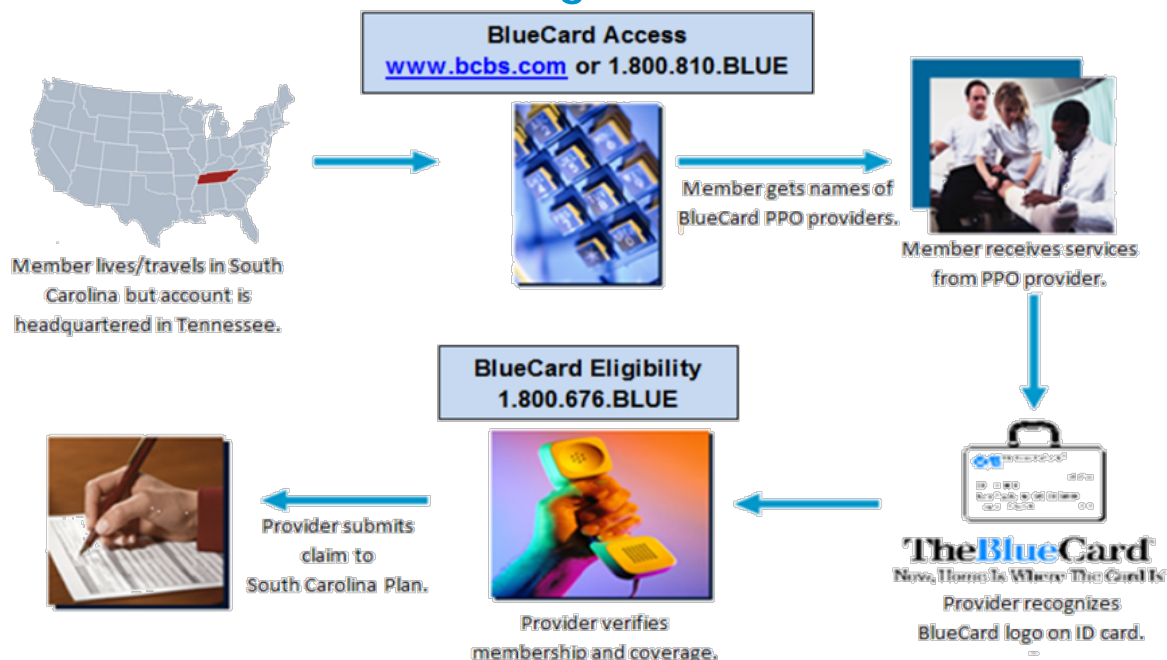 BlueCard Access
www.bcbs.com or 1.800.810.BLUE
Member gets names of
BlueCard PPO providers.
Member lives/travels in South
Carolina but account is
headquartered in Tennessee.
Member receives services
from PPO provider.
BlueCard Eligibility
1.800.676.BLUE
TheBlueCard
Now, Home Is Where The Card Is
Provider recognizes
BlueCard logo on ID card.
Provider verifies
membership and coverage.
Provider submits
claim to
South Carolina Plan.